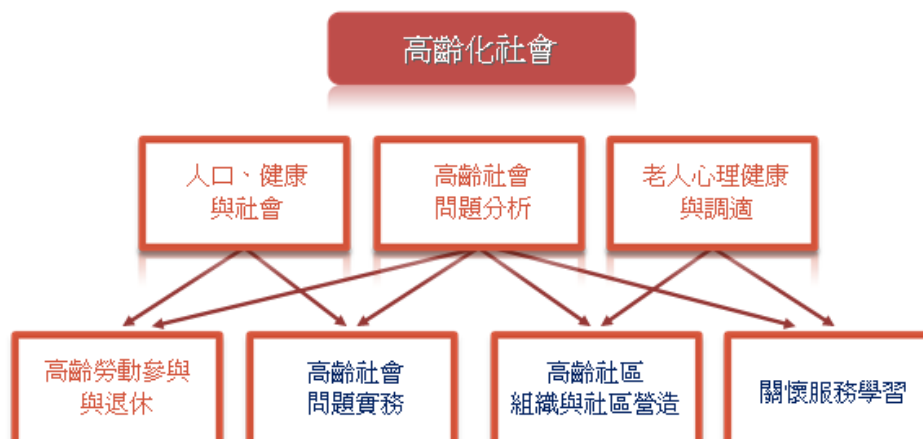 高齡化社會
人口、健康
與社會
高齡社會
問題分析
老人心理健康
與調適
高齡勞動參與
與退休
高齡社會
問題實務
高齡社區
組織與社區營造
關懷服務學習